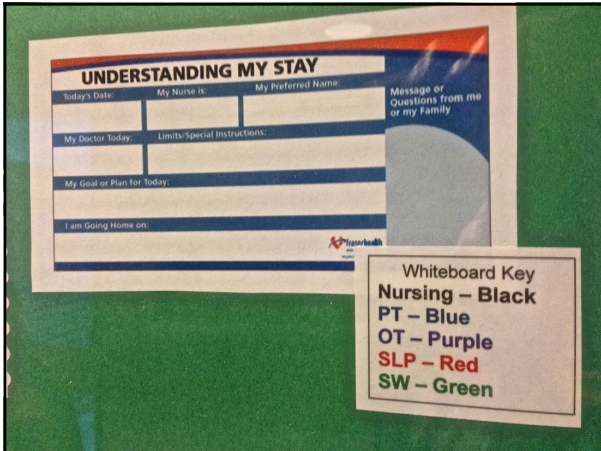 UNDERSTANDING MY STAY
Today's Date: My Nurse is: My Preferred Name:
Message or
Questions from me
or my Family
My Doctor Today: Limits/Special Instructions:
My Goal or Plan for Today:
I am Going Home on:
fraserhealth
Whiteboard Key
Nursing – Black
PT – Blue
OT – Purple
SLP – Red
SW – Green